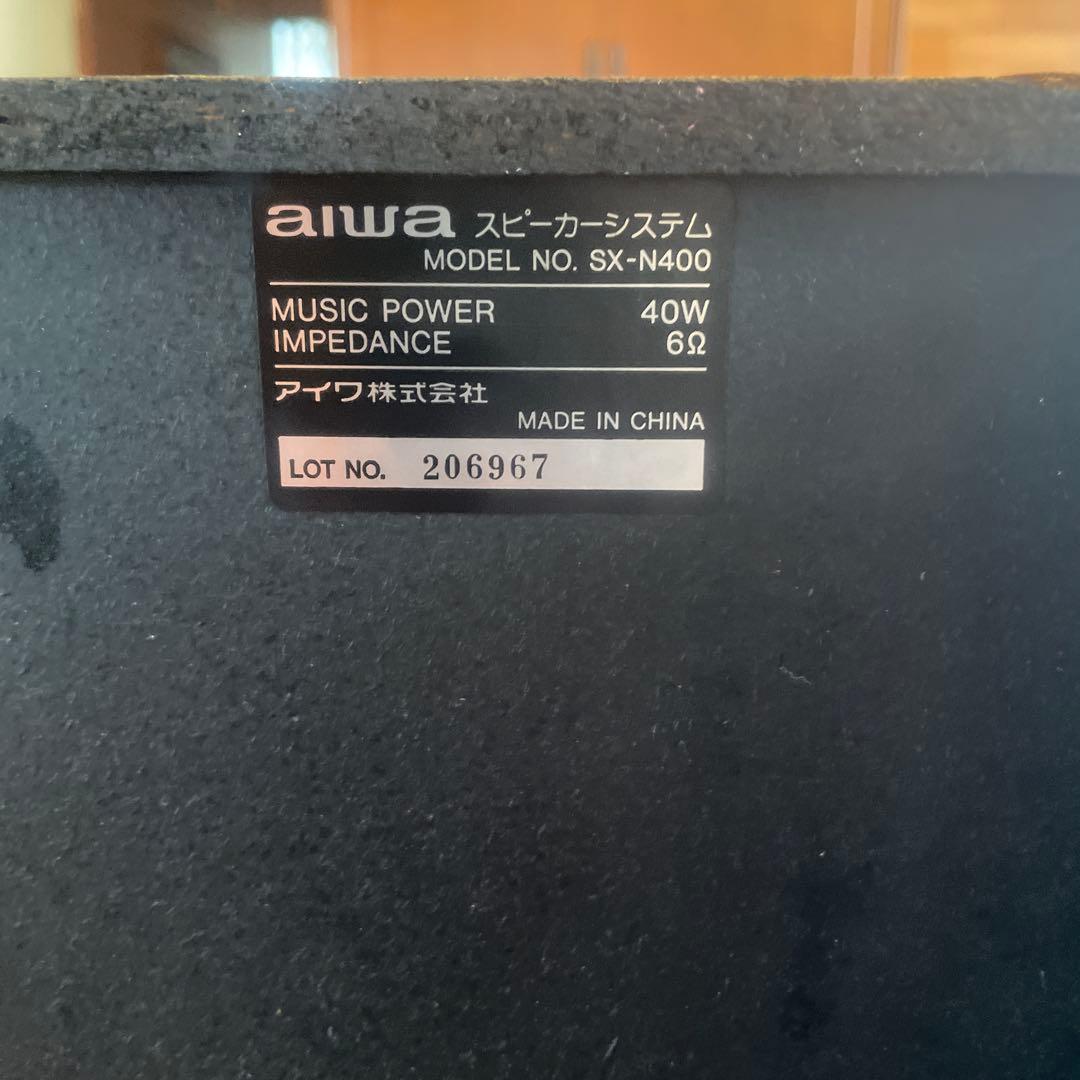 aiwa スピーカーシステム
MODEL NO. SX-N400
MUSIC POWER 40W
IMPEDANCE 6Ω
アイワ株式会社
MADE IN CHINA
LOT NO. 206967